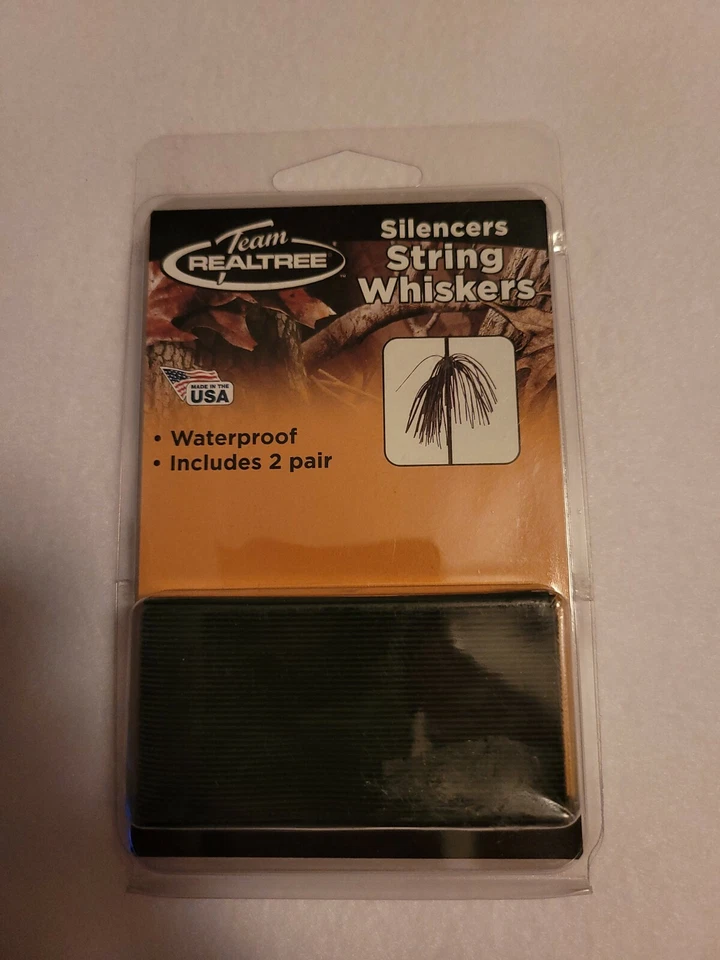 Team
REALTREE
Silencers
String
Whiskers
MADE IN THE
USA
• Waterproof
• Includes 2 pair